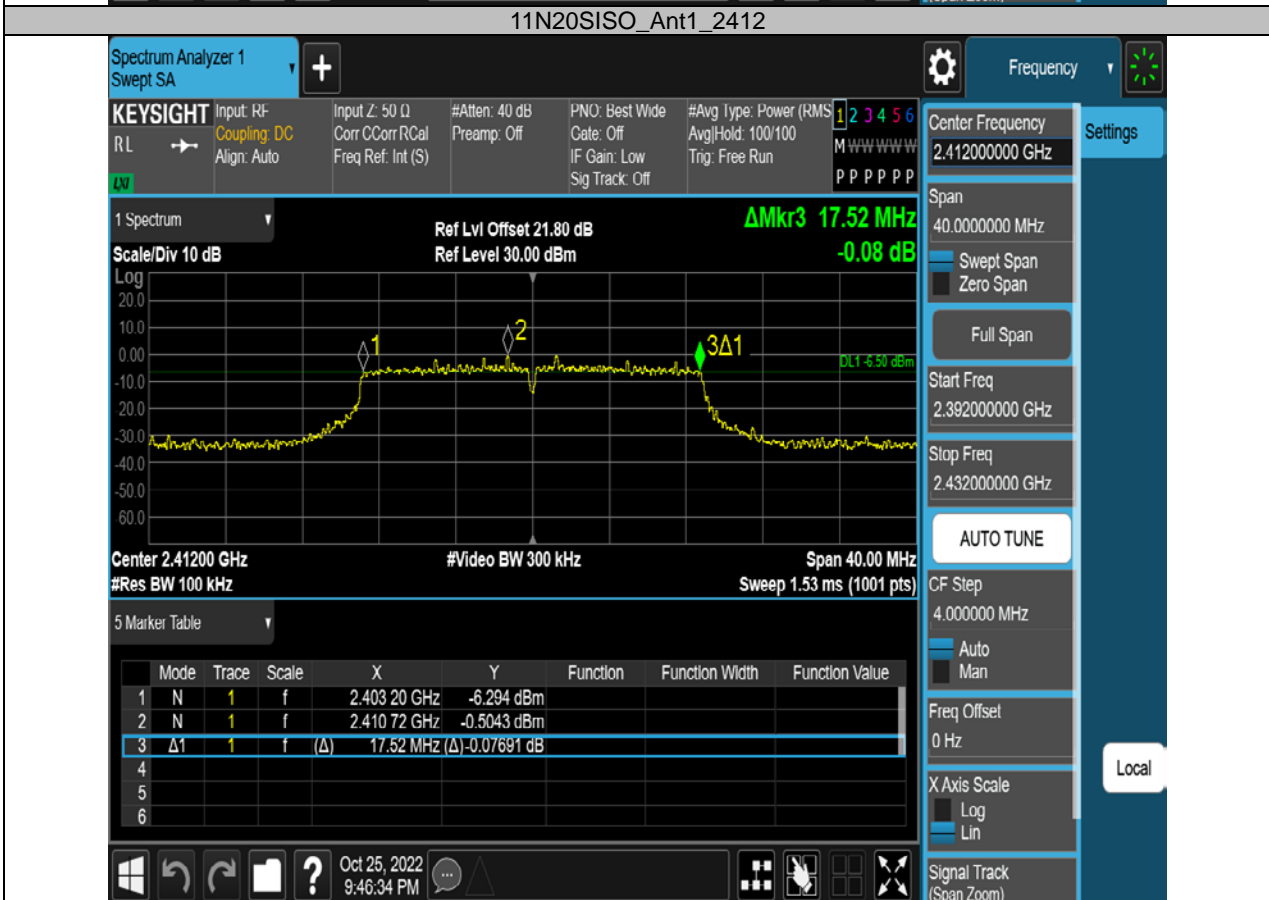 11N20SISO_Ant1_2412
Spectrum Analyzer 1
Swept SA
+
Frequency
KEYSIGHT
RL
LXI
Input: RF
Coupling: DC
Align: Auto
Input Z: 50 Ω
Corr CCorr RCal
Freq Ref: Int (S)
#Atten: 40 dB
Preamp: Off
PNO: Best Wide
Gate: Off
IF Gain: Low
Sig Track: Off
#Avg Type: Power (RMS
Avg|Hold: 100/100
Trig: Free Run
1 2 3 4 5 6
M W W W W W
P P P P P P
1 Spectrum
Scale/Div 10 dB
Ref Lvl Offset 21.80 dB
Ref Level 30.00 dBm
ΔMkr3 17.52 MHz
-0.08 dB
Log
20.0
10.0
0.00
-10.0
-20.0
-30.0
-40.0
-50.0
60.0
1
2
3Δ1
DL1 -6.50 dBm
Center 2.41200 GHz
#Video BW 300 kHz
Span 40.00 MHz
#Res BW 100 kHz
Sweep 1.53 ms (1001 pts)
5 Marker Table
Mode Trace Scale X Y Function Function Width Function Value
1 N 1 f 2.403 20 GHz -6.294 dBm
2 N 1 f 2.410 72 GHz -0.5043 dBm
3 Δ1 1 f (Δ) 17.52 MHz (Δ)-0.07691 dB
4
5
6
?
Oct 25, 2022
9:46:34 PM
Center Frequency
2.412000000 GHz
Settings
Span
40.0000000 MHz
Swept Span
Zero Span
Full Span
Start Freq
2.392000000 GHz
Stop Freq
2.432000000 GHz
AUTO TUNE
CF Step
4.000000 MHz
Auto
Man
Freq Offset
0 Hz
X Axis Scale
Log
Lin
Local
Signal Track
(Span Zoom)